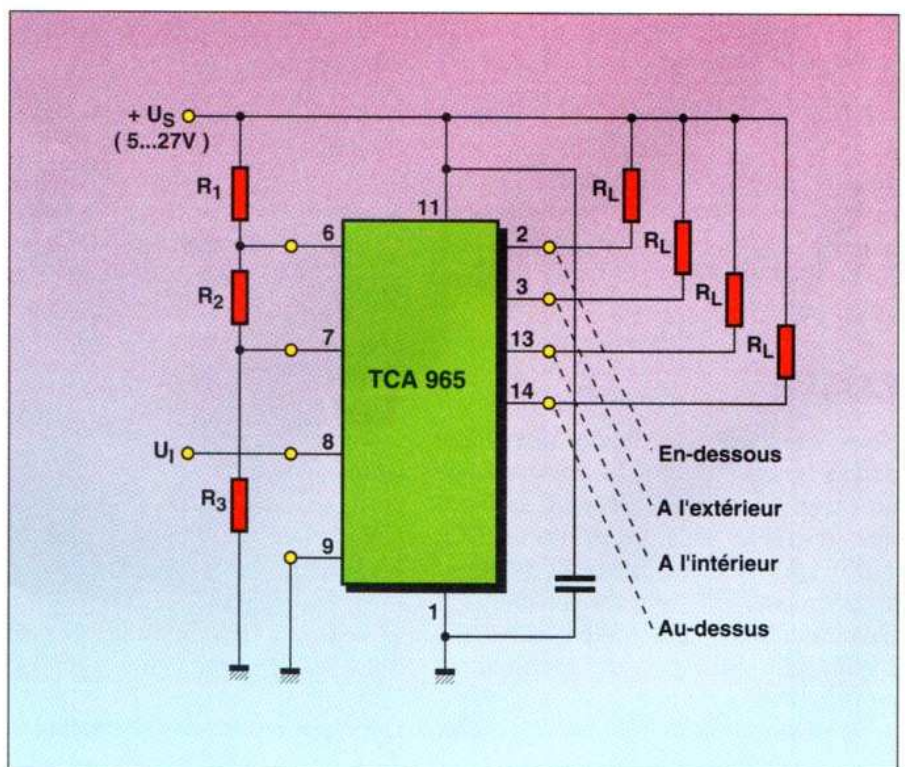 + US
( 5...27V )
R1
11
RL
6
2
RL
R2
3
RL
7
13
RL
TCA 965
14
UI
8
En-dessous
R3
A l'extérieur
9
A l'intérieur
1
Au-dessus